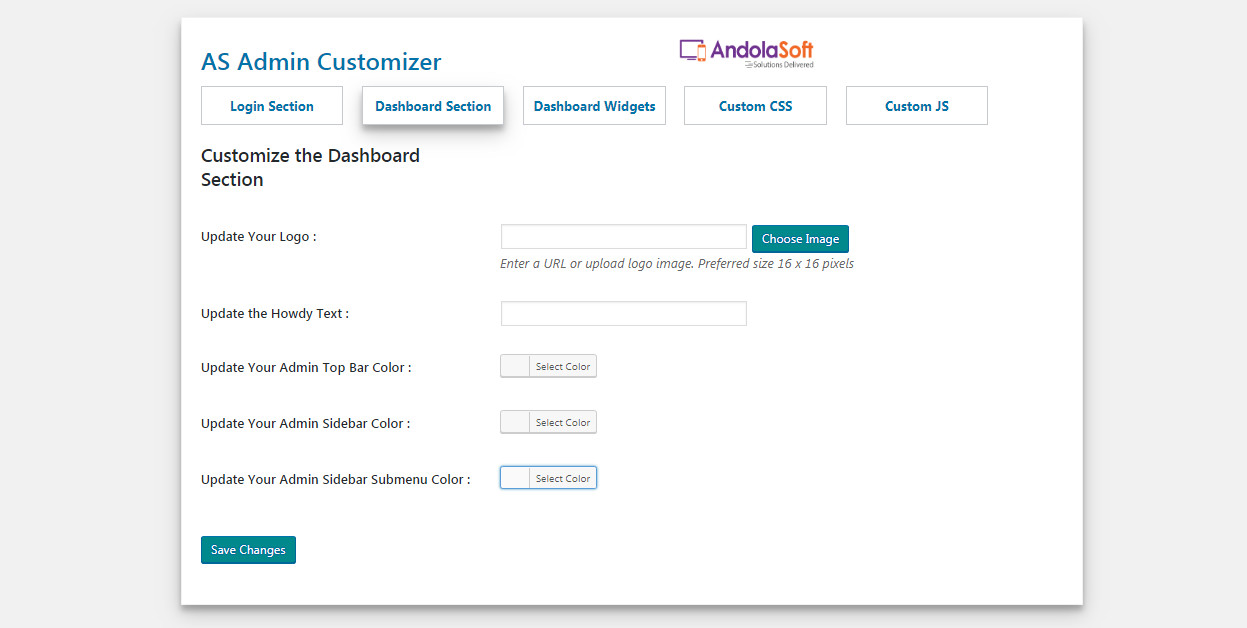 AS Admin Customizer
AndolaSoft
Solutions Delivered
Login Section
Dashboard Section
Dashboard Widgets
Custom CSS
Custom JS
Customize the Dashboard
Section
Update Your Logo :
Choose Image
Enter a URL or upload logo image. Preferred size 16 x 16 pixels
Update the Howdy Text :
Update Your Admin Top Bar Color :
Select Color
Update Your Admin Sidebar Color :
Select Color
Update Your Admin Sidebar Submenu Color :
Select Color
Save Changes